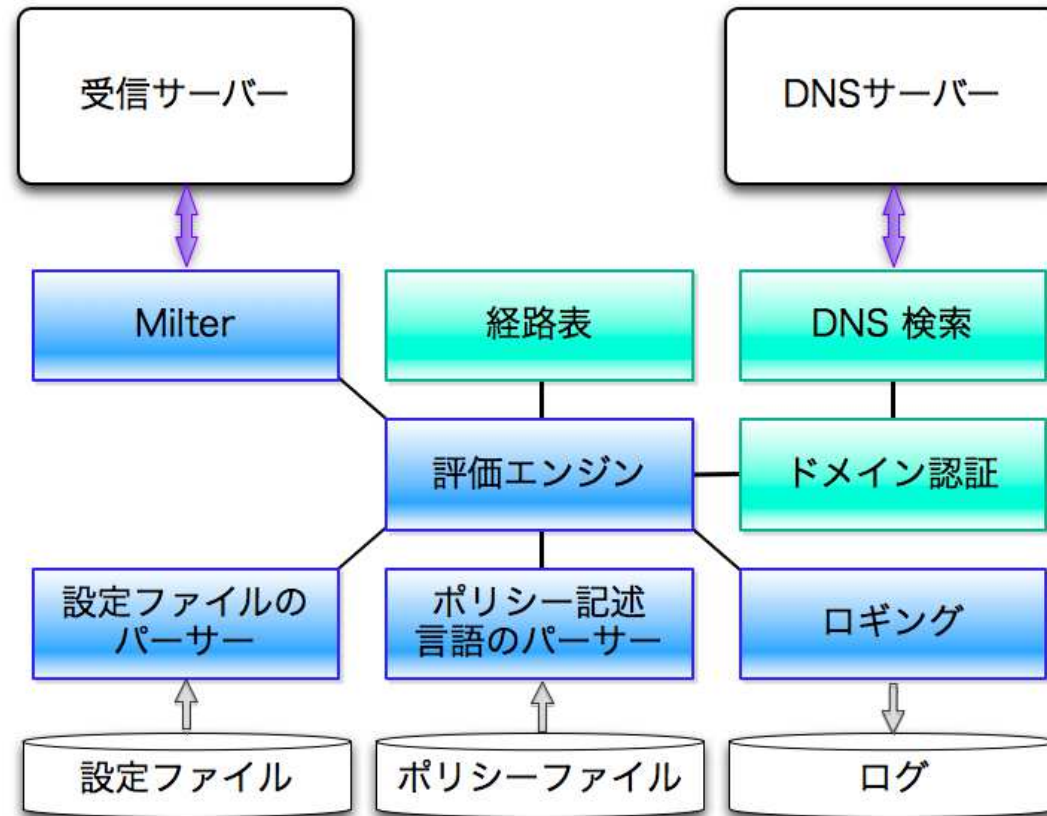 受信サーバー
DNSサーバー
Milter
経路表
DNS 検索
評価エンジン
ドメイン認証
設定ファイルの
パーサー
ポリシー記述
言語のパーサー
ロギング
設定ファイル
ポリシーファイル
ログ